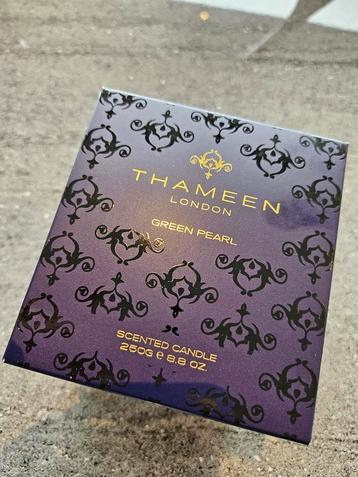 THAMEEN
LONDON
GREEN PEARL
SCENTED CANDLE
250G ℮ 8.8 OZ.